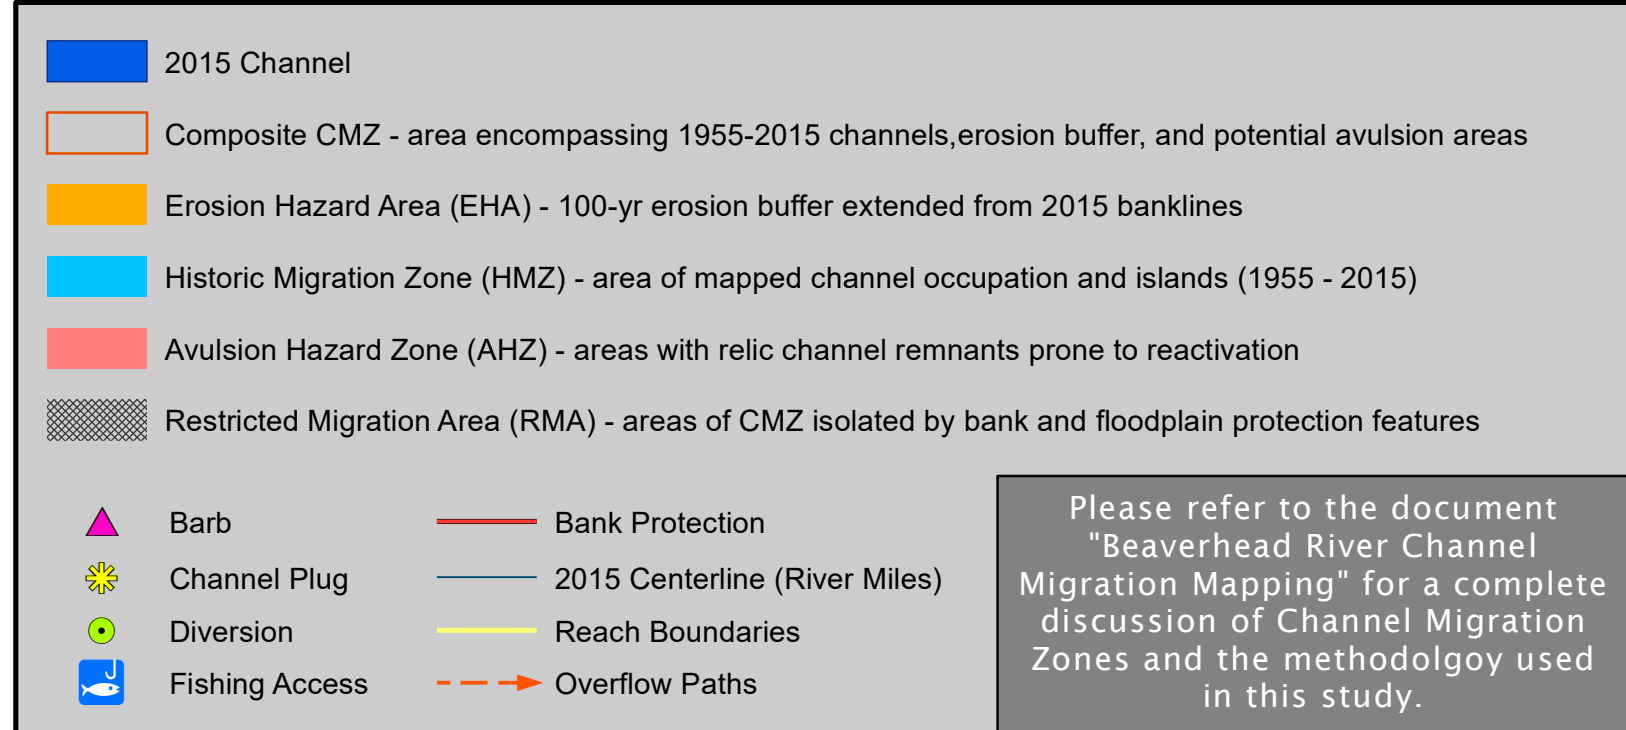 2015 Channel
Composite CMZ - area encompassing 1955-2015 channels,erosion buffer, and potential avulsion areas
Erosion Hazard Area (EHA) - 100-yr erosion buffer extended from 2015 banklines
Historic Migration Zone (HMZ) - area of mapped channel occupation and islands (1955 - 2015)
Avulsion Hazard Zone (AHZ) - areas with relic channel remnants prone to reactivation
Restricted Migration Area (RMA) - areas of CMZ isolated by bank and floodplain protection features
Barb
Channel Plug
Diversion
Fishing Access
Bank Protection
2015 Centerline (River Miles)
Reach Boundaries
Overflow Paths
Please refer to the document
"Beaverhead River Channel
Migration Mapping" for a complete
discussion of Channel Migration
Zones and the methodolgoy used
in this study.